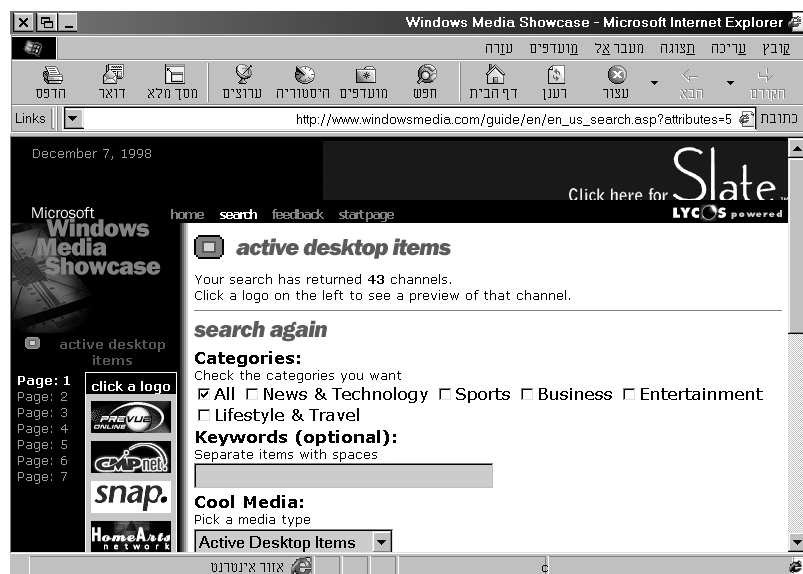 Windows Media Showcase - Microsoft Internet Explorer
קובץ עריכה תצוגה מעבר אל מועדפים עזרה
הקודם הבא עצור רענן דף הבית חפש מועדפים היסטוריה ערוצים מסך מלא דואר הדפס
כתובת http://www.windowsmedia.com/guide/en/en_us_search.asp?attributes=5 Links
December 7, 1998
Click here for Slate
LYCOS powered
Microsoft
Windows
Media
Showcase
home search feedback start page
active desktop items
Your search has returned 43 channels.
Click a logo on the left to see a preview of that channel.
search again
Categories:
Check the categories you want
All News & Technology Sports Business Entertainment
Lifestyle & Travel
Keywords (optional):
Separate items with spaces
Cool Media:
Pick a media type
Active Desktop Items
active desktop
items
Page: 1
Page: 2
Page: 3
Page: 4
Page: 5
Page: 6
Page: 7
click a logo
PREVUE
ONLINE
CMPnet
snap.
HomeArts
network
אזור אינטרנט